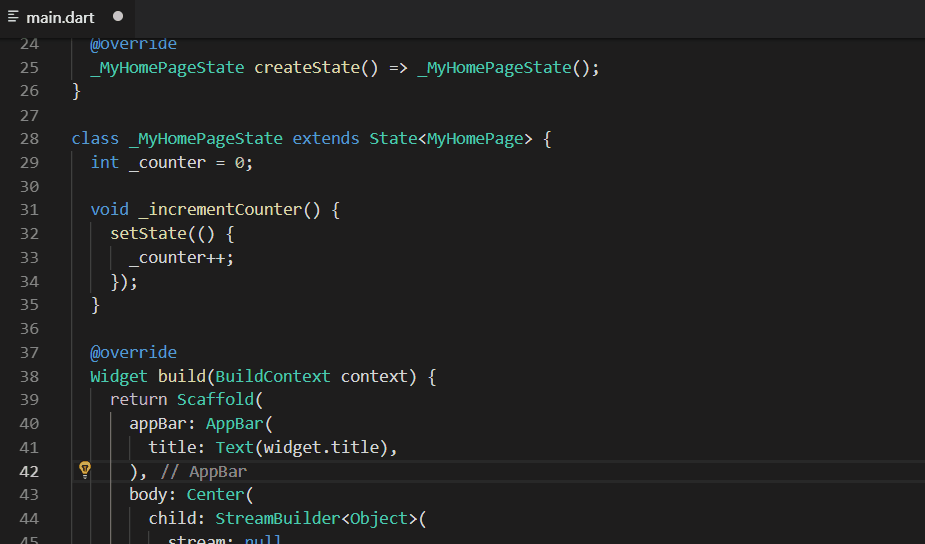 main.dart
24 @override
25 _MyHomePageState createState() => _MyHomePageState();
26 }
27
28 class _MyHomePageState extends State<MyHomePage> {
29 int _counter = 0;
30
31 void _incrementCounter() {
32 setState(() {
33 _counter++;
34 });
35 }
36
37 @override
38 Widget build(BuildContext context) {
39 return Scaffold(
40 appBar: AppBar(
41 title: Text(widget.title),
42 ), // AppBar
43 body: Center(
44 child: StreamBuilder<Object>(
45 stream: null